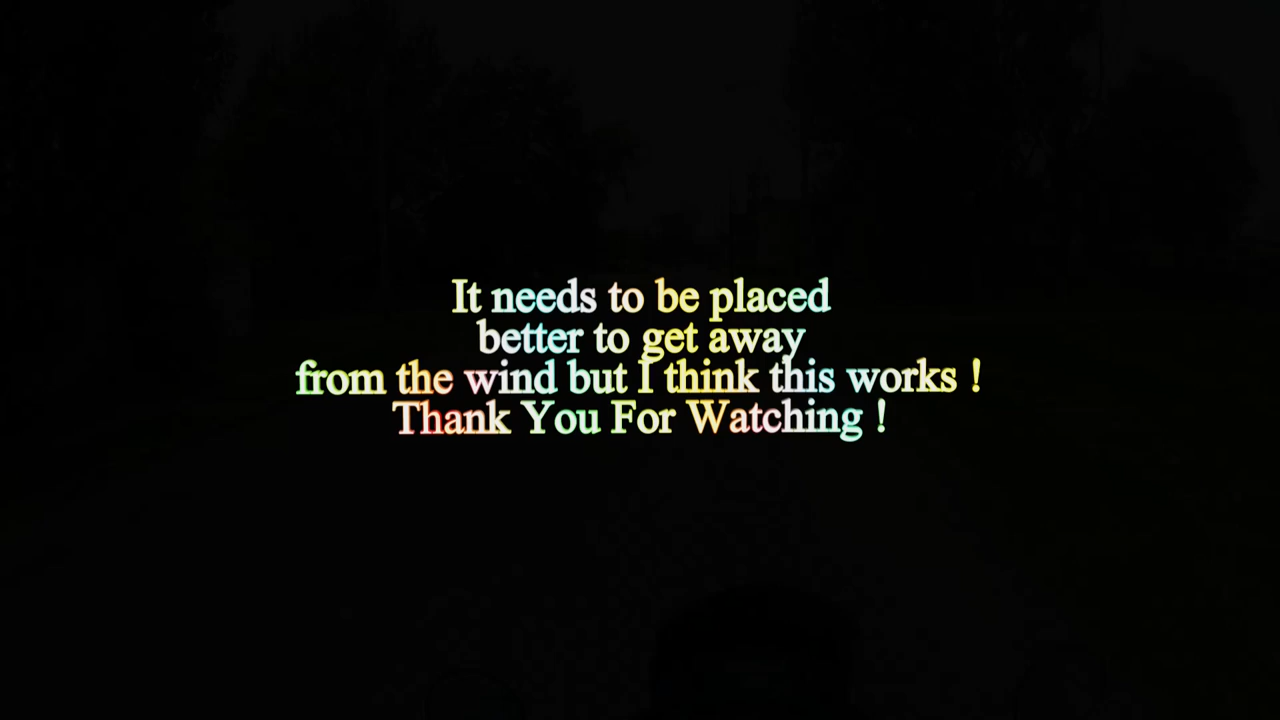 It needs to be placed
better to get away
from the wind but I think this works !
Thank You For Watching !